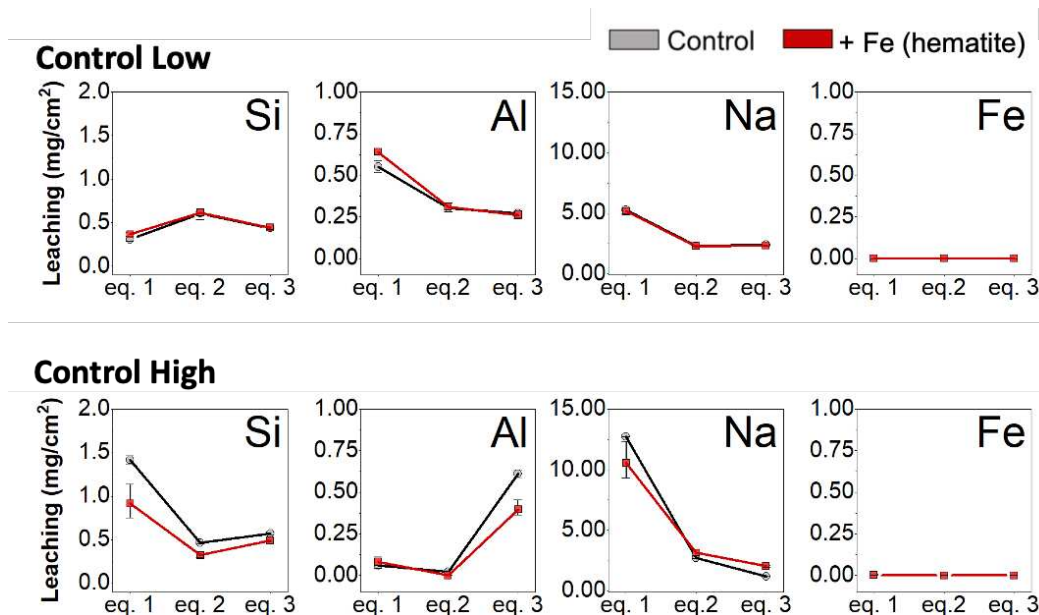 Control + Fe (hematite)
Control Low
Leaching (mg/cm²)
2.0 1.5 1.0 0.5 0.0
Si
eq. 1 eq. 2 eq. 3
1.00 0.75 0.50 0.25 0.00
Al
eq. 1 eq.2 eq. 3
15.00 10.00 5.00 0.00
Na
eq. 1 eq.2 eq. 3
1.00 0.75 0.50 0.25 0.00
Fe
eq. 1 eq.2 eq. 3
Control High
Leaching (mg/cm²)
2.0 1.5 1.0 0.5 0.0
Si
eq. 1 eq. 2 eq. 3
1.00 0.75 0.50 0.25 0.00
Al
eq. 1 eq.2 eq. 3
15.00 10.00 5.00 0.00
Na
eq. 1 eq.2 eq. 3
1.00 0.75 0.50 0.25 0.00
Fe
eq. 1 eq.2 eq. 3